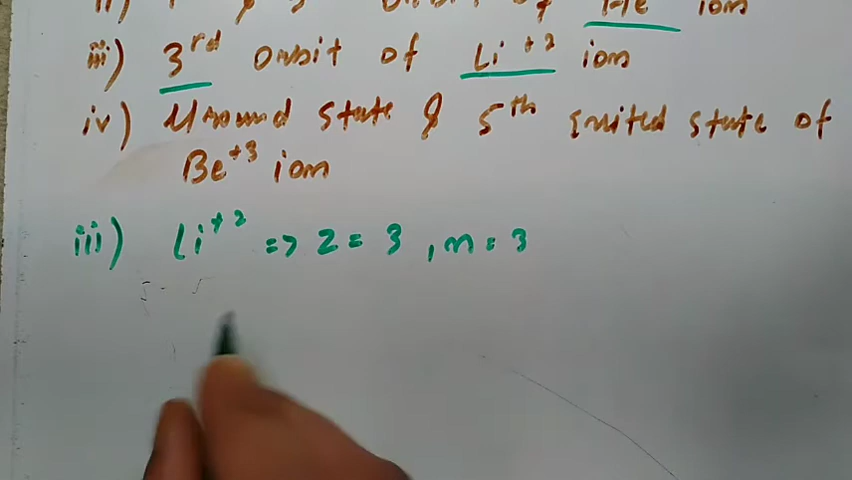 iii) 3rd orbit of Li+2 ion
iv) Ground state & 5th exited state of
Be+3 ion
iii) Li+2 => Z = 3 , n = 3